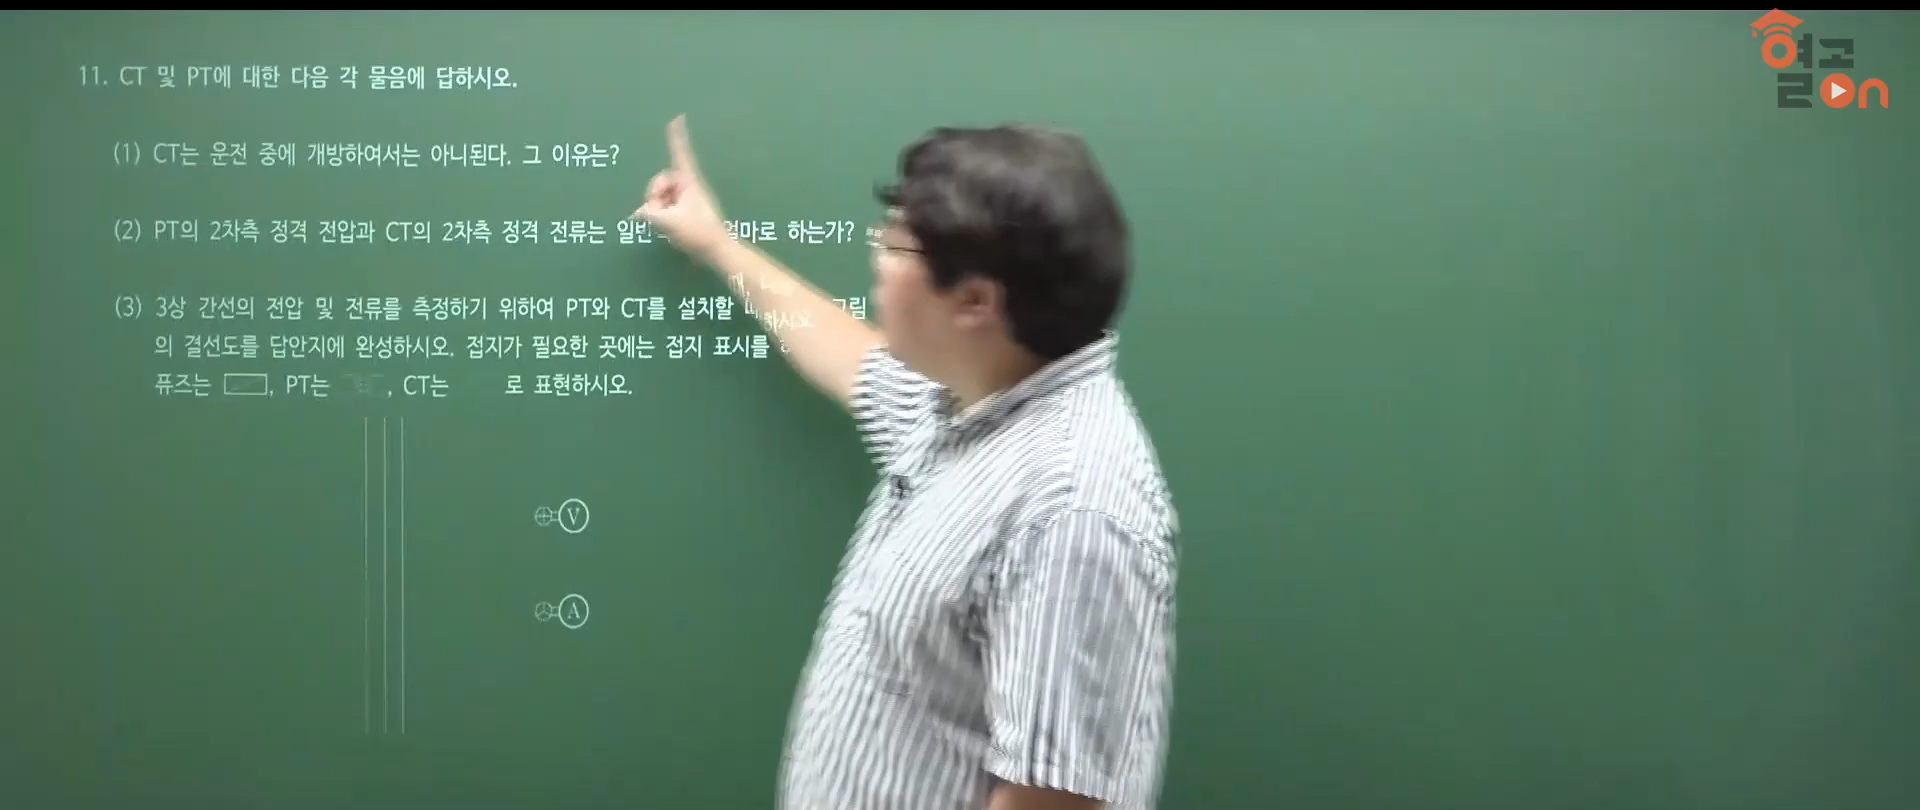 열공
on
11. CT 및 PT에 대한 다음 각 물음에 답하시오.
(1) CT는 운전 중에 개방하여서는 아니된다. 그 이유는?
(2) PT의 2차측 정격 전압과 CT의 2차측 정격 전류는 일반 얼마로 하는가?
(3) 3상 간선의 전압 및 전류를 측정하기 위하여 PT와 CT를 설치할 때, 그림
의 결선도를 답안지에 완성하시오. 접지가 필요한 곳에는 접지 표시를 하시오.
퓨즈는 , PT는 , CT는 로 표현하시오.
V
A